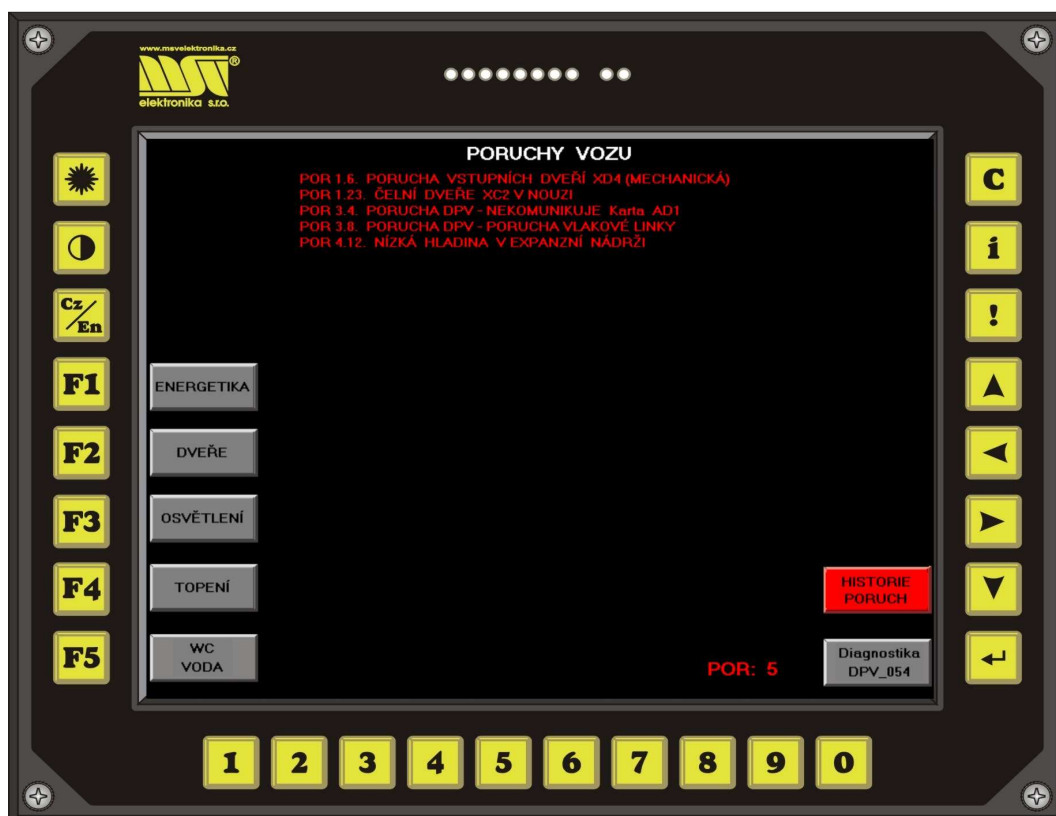 www.msvelektronika.cz
MSV®
elektronika s.r.o.
PORUCHY VOZU
POR 1.6. PORUCHA VSTUPNÍCH DVEŘÍ XD4 (MECHANICKÁ)
POR 1.23. ČELNÍ DVEŘE XC2 V NOUZI
POR 3.4. PORUCHA DPV - NEKOMUNIKUJE Karta AD1
POR 3.8. PORUCHA DPV - PORUCHA VLAKOVÉ LINKY
POR 4.12. NÍZKÁ HLADINA V EXPANZNÍ NÁDRŽI
C
i
Cz/En
!
F1
ENERGETIKA
F2
DVEŘE
F3
OSVĚTLENÍ
F4
TOPENÍ
HISTORIE
PORUCH
F5
WC
VODA
POR: 5
Diagnostika
DPV_054
1 2 3 4 5 6 7 8 9 0